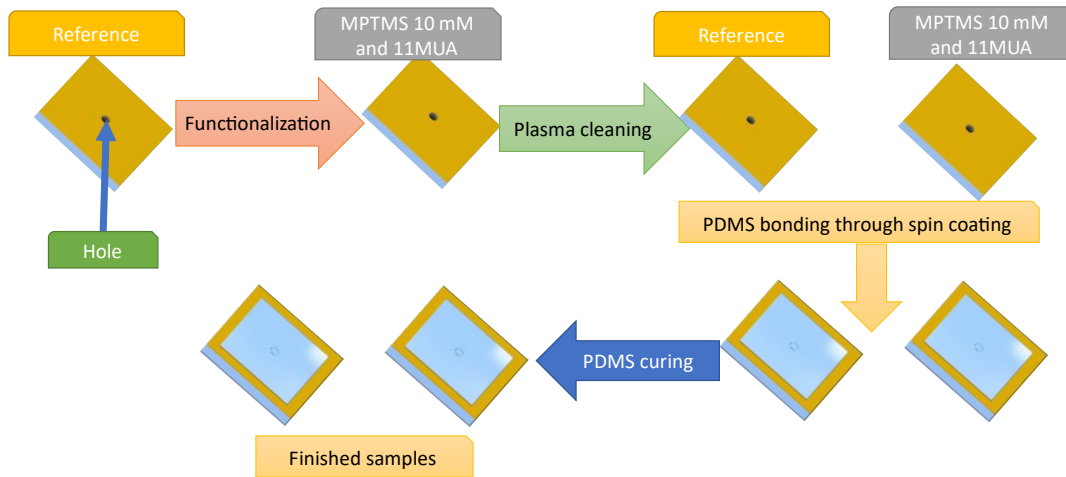 Reference
MPTMS 10 mM
and 11MUA
Reference
MPTMS 10 mM
and 11MUA
Functionalization
Plasma cleaning
Hole
PDMS bonding through spin coating
PDMS curing
Finished samples